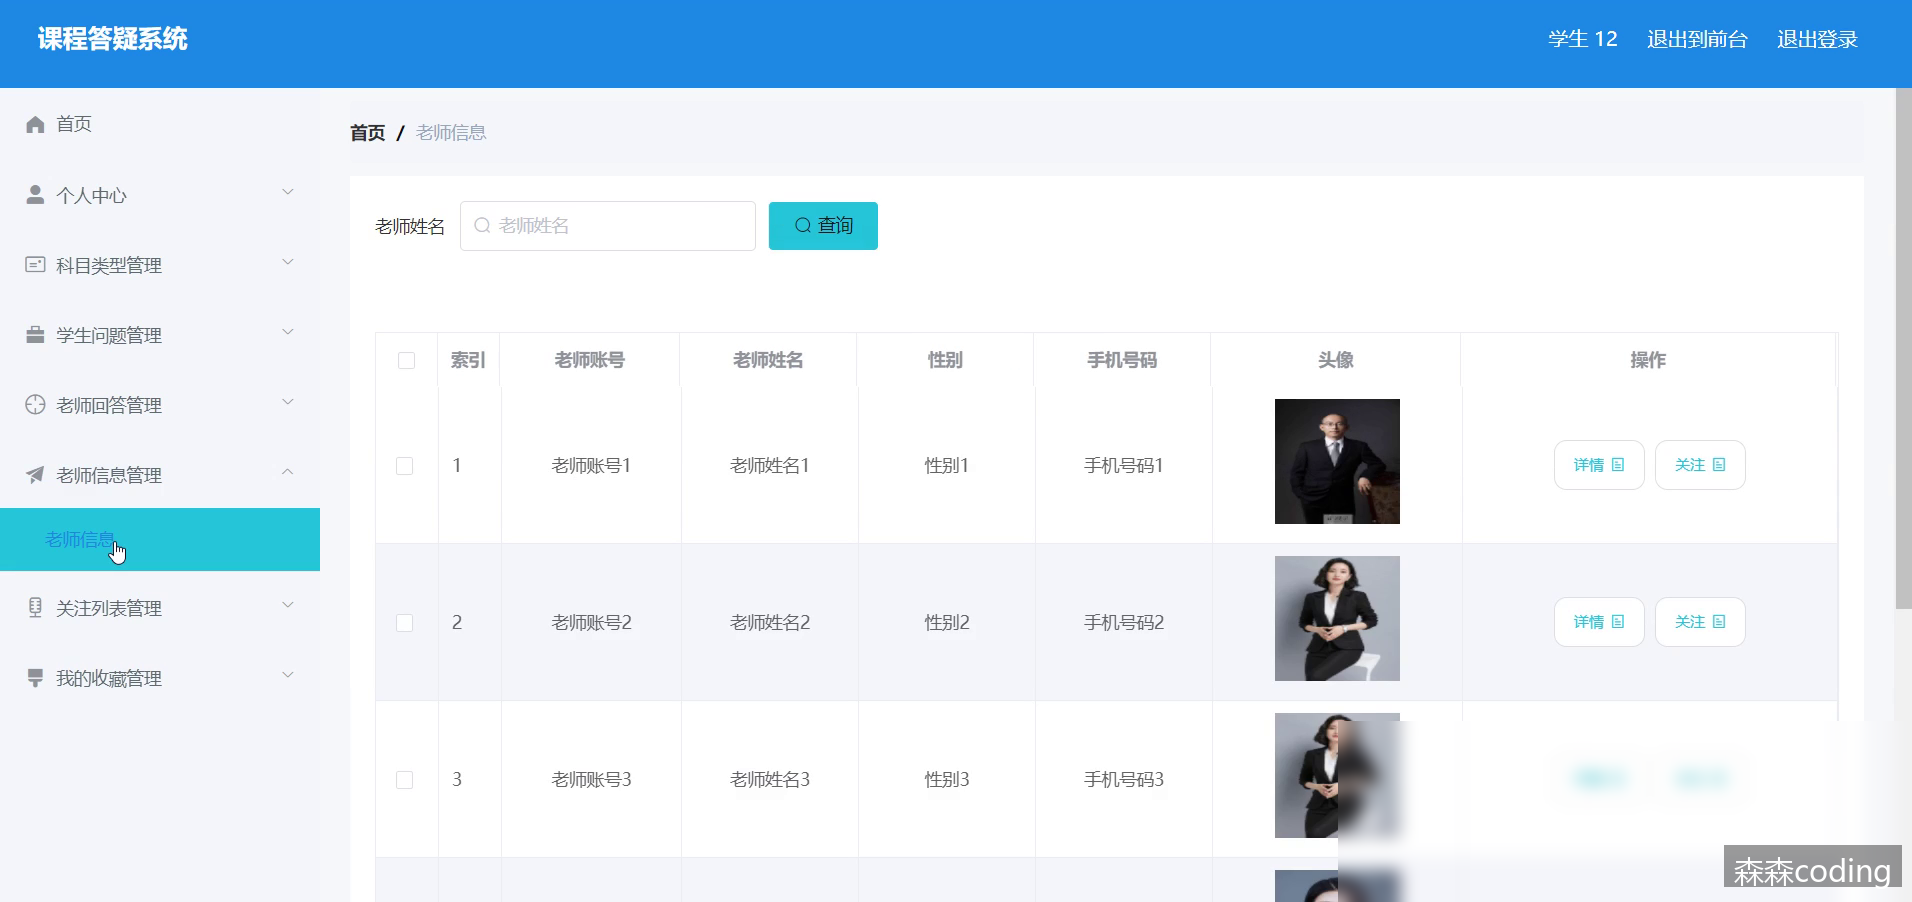 课程答疑系统
学生 12 退出到前台 退出登录
首页
个人中心
科目类型管理
学生问题管理
老师回答管理
老师信息管理
老师信息
关注列表管理
我的收藏管理
首页 / 老师信息
老师姓名 老师姓名 查询
索引 老师账号 老师姓名 性别 手机号码 头像 操作
1 老师账号1 老师姓名1 性别1 手机号码1 详情 关注
2 老师账号2 老师姓名2 性别2 手机号码2 详情 关注
3 老师账号3 老师姓名3 性别3 手机号码3
森森coding